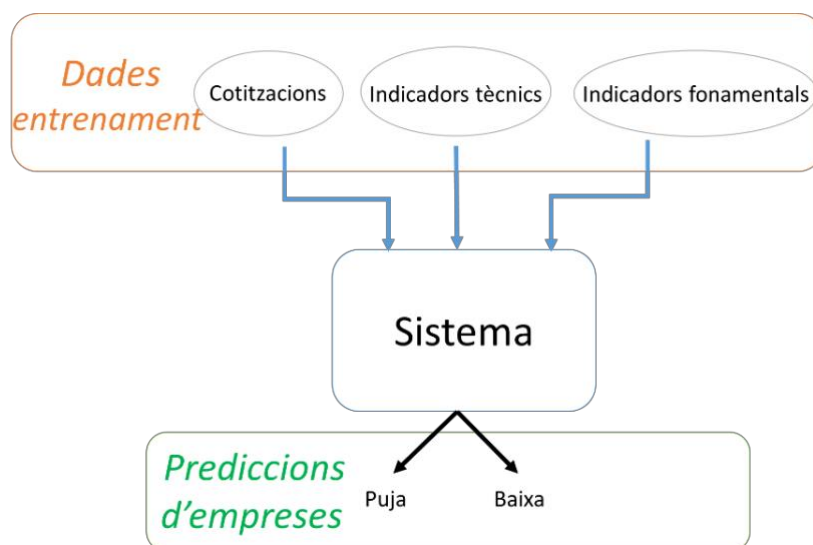 Dades
entrenament
Cotitzacions
Indicadors tècnics
Indicadors fonamentals
Sistema
Prediccions
d’empreses
Puja
Baixa